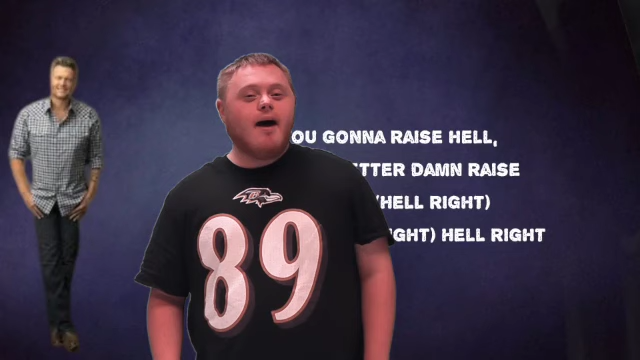 OU GONNA RAISE HELL,
TTER DAMN RAISE
(HELL RIGHT)
GHT) HELL RIGHT
89